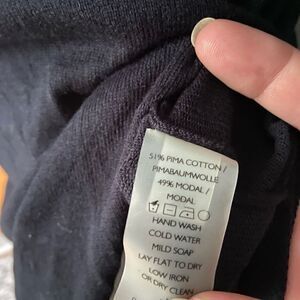 51% PIMA COTTON /
PIMABAUMWOLLE
49% MODAL /
MODAL
HAND WASH
COLD WATER
MILD SOAP
LAY FLAT TO DRY
LOW IRON
OR DRY CLEAN